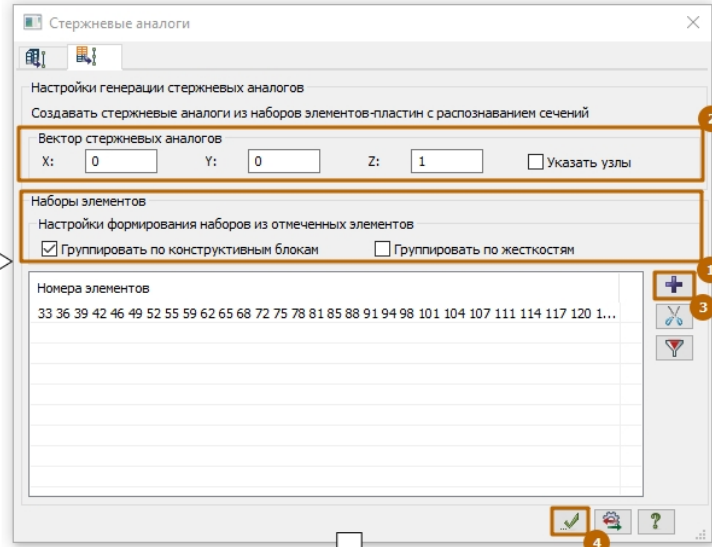 Стержневые аналоги
Настройки генерации стержневых аналогов
Создавать стержневые аналоги из наборов элементов-пластин с распознаванием сечений
2
Вектор стержневых аналогов
X: 0 Y: 0 Z: 1 Указать узлы
Наборы элементов
Настройки формирования наборов из отмеченных элементов
Группировать по конструктивным блокам Группировать по жесткостям
1
Номера элементов
3
33 36 39 42 46 49 52 55 59 62 65 68 72 75 78 81 85 88 91 94 98 101 104 107 111 114 117 120 1...
?
4